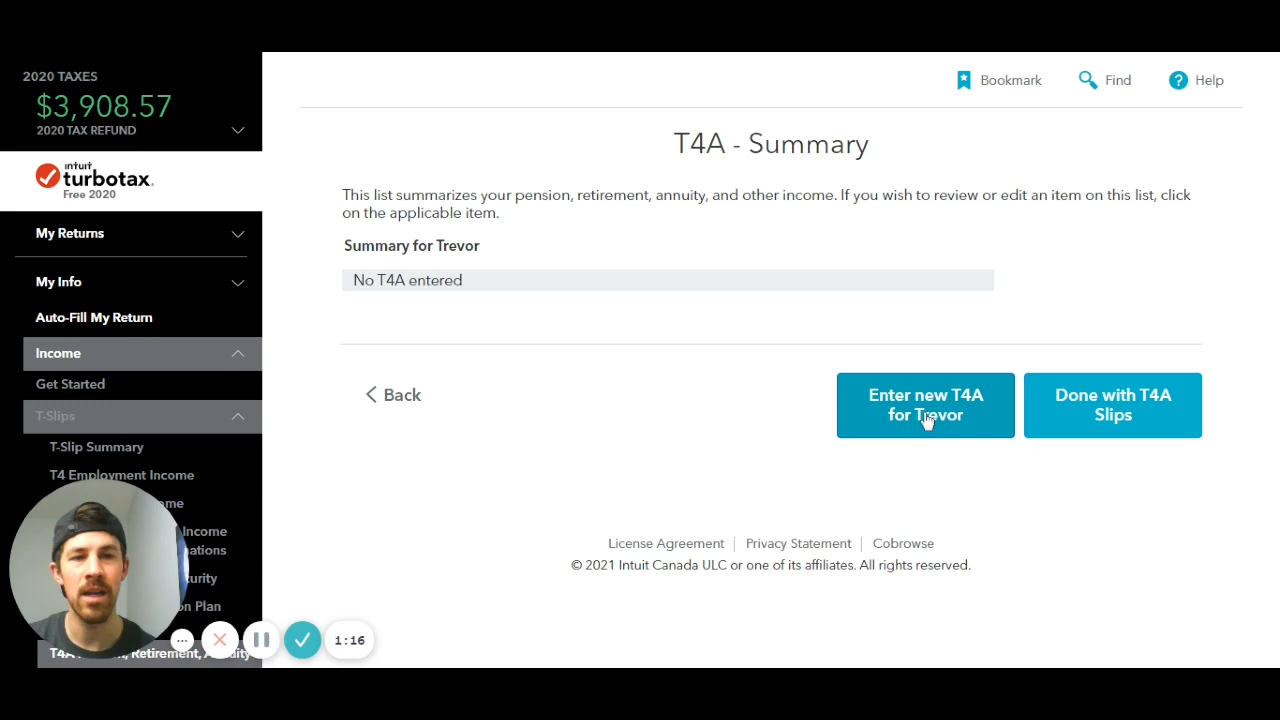 2020 TAXES
$3,908.57
2020 TAX REFUND
intuit
turbotax.
Free 2020
My Returns
My Info
Auto-Fill My Return
Income
Get Started
T-Slips
T-Slip Summary
T4 Employment Income
Income
Plan
Bookmark
Find
Help
T4A - Summary
This list summarizes your pension, retirement, annuity, and other income. If you wish to review or edit an item on this list, click
on the applicable item.
Summary for Trevor
No T4A entered
Back
Enter new T4A
for Trevor
Done with T4A
Slips
License Agreement
Privacy Statement
Cobrowse
© 2021 Intuit Canada ULC or one of its affiliates. All rights reserved.
1:16